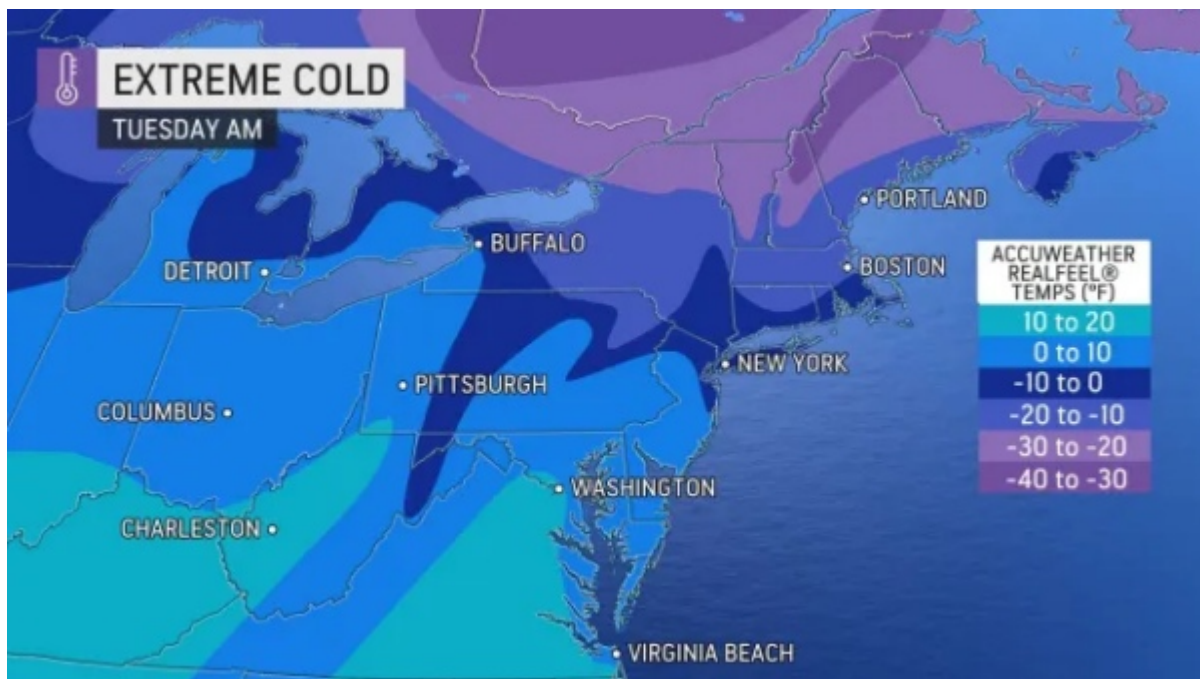 EXTREME COLD
TUESDAY AM
PORTLAND
BUFFALO
BOSTON
DETROIT
ACCUWEATHER
REALFEEL®
TEMPS (°F)
10 to 20
0 to 10
-10 to 0
-20 to -10
-30 to -20
-40 to -30
NEW YORK
PITTSBURGH
COLUMBUS
WASHINGTON
CHARLESTON
VIRGINIA BEACH